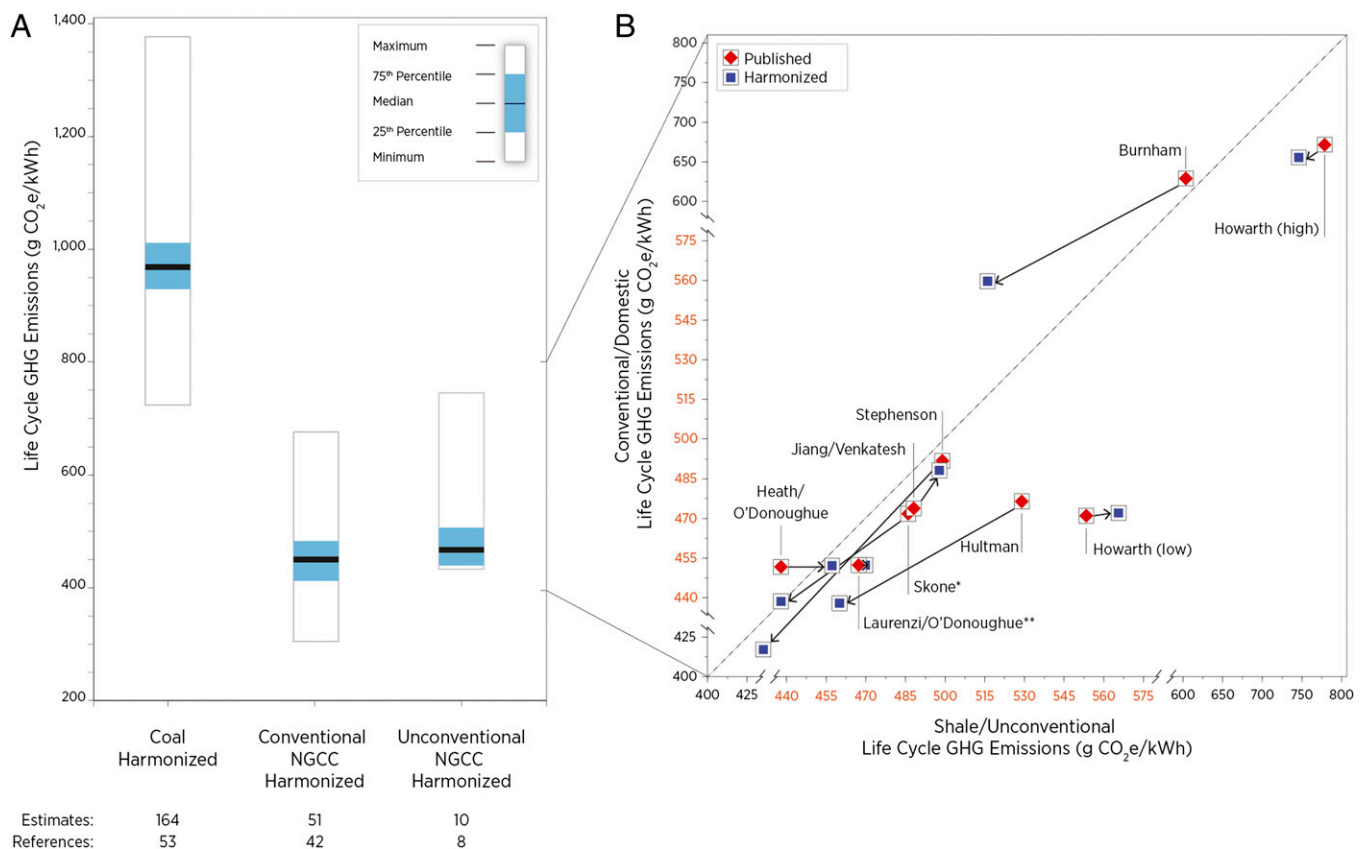 A
Life Cycle GHG Emissions (g CO₂e/kWh)
1,400
1,200
1,000
800
600
400
200
Maximum
75th Percentile
Median
25th Percentile
Minimum
Coal
Harmonized
Conventional
NGCC
Harmonized
Unconventional
NGCC
Harmonized
Estimates: 164 51 10
References: 53 42 8
B
Published
Harmonized
Conventional/Domestic
Life Cycle GHG Emissions (g CO₂e/kWh)
800
750
700
650
600
575
560
545
530
515
500
485
470
455
440
425
400
Burnham
Howarth (high)
Stephenson
Jiang/Venkatesh
Heath/
O'Donoughue
Hultman
Howarth (low)
Skone*
Laurenzi/O'Donoughue**
400 425 440 455 470 485 500 515 530 545 560 575 600 650 700 750 800
Shale/Unconventional
Life Cycle GHG Emissions (g CO₂e/kWh)